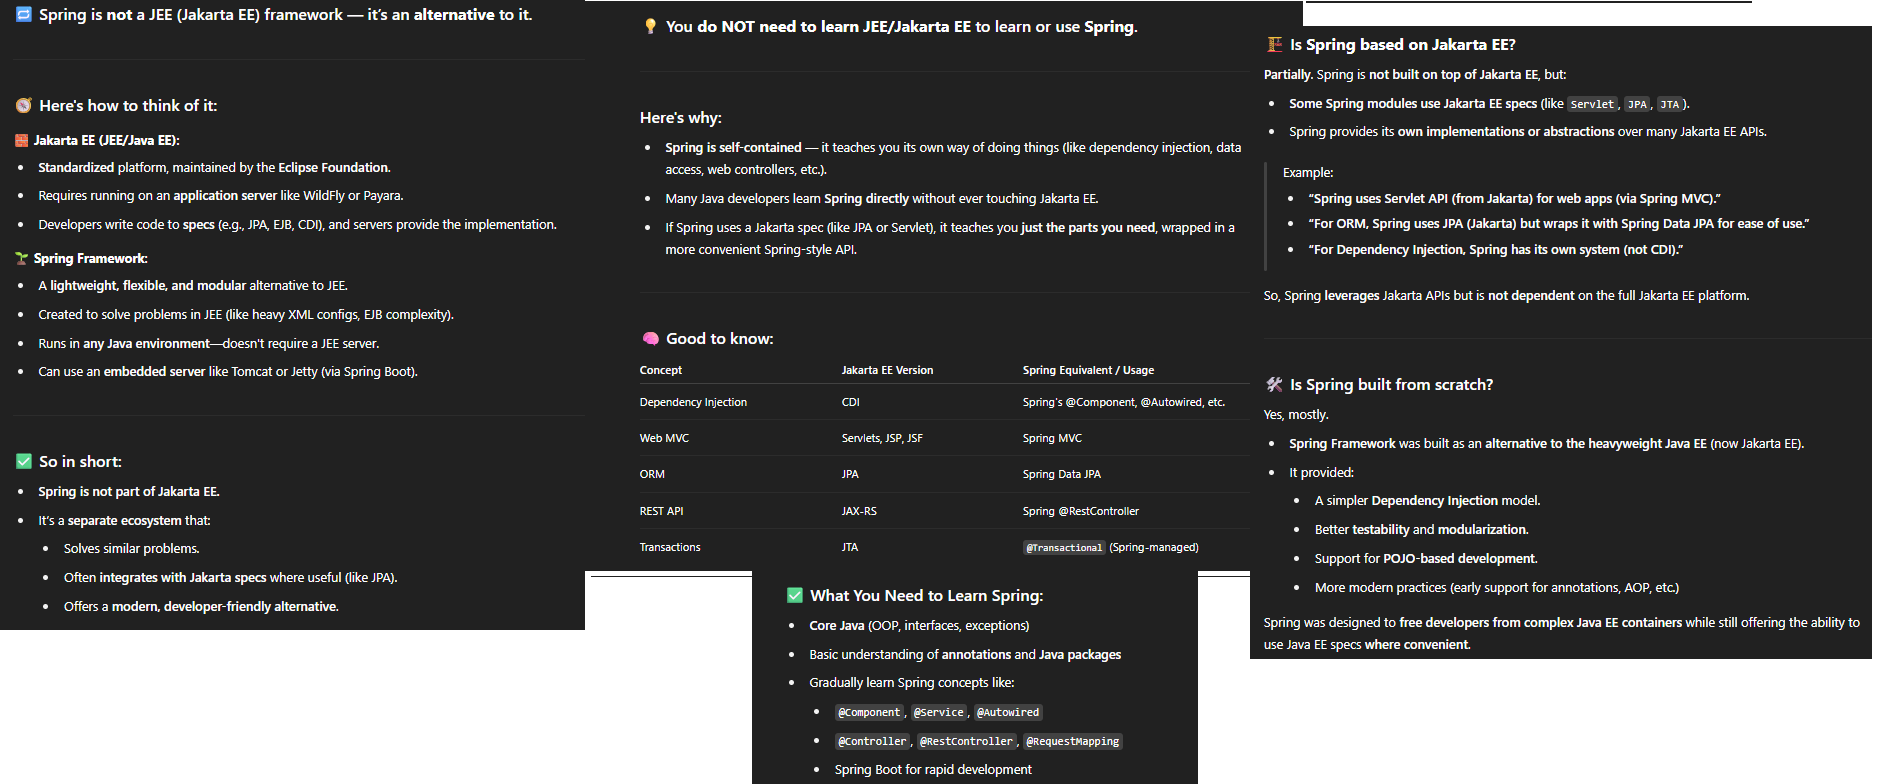 🔁 Spring is not a JEE (Jakarta EE) framework — it's an alternative to it.
🧭 Here's how to think of it:
🧱 Jakarta EE (JEE/Java EE):
• Standardized platform, maintained by the Eclipse Foundation.
• Requires running on an application server like WildFly or Payara.
• Developers write code to specs (e.g., JPA, EJB, CDI), and servers provide the implementation.
🌱 Spring Framework:
• A lightweight, flexible, and modular alternative to JEE.
• Created to solve problems in JEE (like heavy XML configs, EJB complexity).
• Runs in any Java environment—doesn't require a JEE server.
• Can use an embedded server like Tomcat or Jetty (via Spring Boot).
✅ So in short:
• Spring is not part of Jakarta EE.
• It's a separate ecosystem that:
• Solves similar problems.
• Often integrates with Jakarta specs where useful (like JPA).
• Offers a modern, developer-friendly alternative.
💡 You do NOT need to learn JEE/Jakarta EE to learn or use Spring.
Here's why:
• Spring is self-contained — it teaches you its own way of doing things (like dependency injection, data
access, web controllers, etc.).
• Many Java developers learn Spring directly without ever touching Jakarta EE.
• If Spring uses a Jakarta spec (like JPA or Servlet), it teaches you just the parts you need, wrapped in a
more convenient Spring-style API.
🧠 Good to know:
Concept Jakarta EE Version Spring Equivalent / Usage
Dependency Injection CDI Spring's @Component, @Autowired, etc.
Web MVC Servlets, JSP, JSF Spring MVC
ORM JPA Spring Data JPA
REST API JAX-RS Spring @RestController
Transactions JTA @Transactional (Spring-managed)
✅ What You Need to Learn Spring:
• Core Java (OOP, interfaces, exceptions)
• Basic understanding of annotations and Java packages
• Gradually learn Spring concepts like:
• @Component, @Service, @Autowired
• @Controller, @RestController, @RequestMapping
• Spring Boot for rapid development
🏗️ Is Spring based on Jakarta EE?
Partially. Spring is not built on top of Jakarta EE, but:
• Some Spring modules use Jakarta EE specs (like Servlet, JPA, JTA).
• Spring provides its own implementations or abstractions over many Jakarta EE APIs.
Example:
• “Spring uses Servlet API (from Jakarta) for web apps (via Spring MVC).”
• “For ORM, Spring uses JPA (Jakarta) but wraps it with Spring Data JPA for ease of use.”
• “For Dependency Injection, Spring has its own system (not CDI).”
So, Spring leverages Jakarta APIs but is not dependent on the full Jakarta EE platform.
🛠️ Is Spring built from scratch?
Yes, mostly.
• Spring Framework was built as an alternative to the heavyweight Java EE (now Jakarta EE).
• It provided:
• A simpler Dependency Injection model.
• Better testability and modularization.
• Support for POJO-based development.
• More modern practices (early support for annotations, AOP, etc.)
Spring was designed to free developers from complex Java EE containers while still offering the ability to
use Java EE specs where convenient.